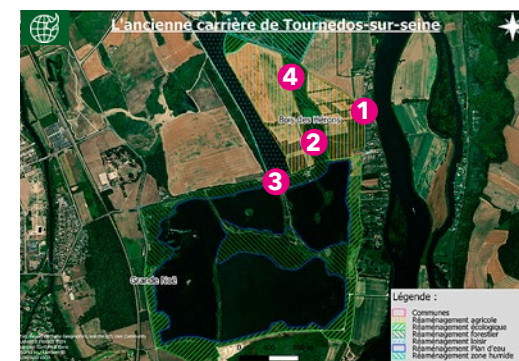 L'ancienne carrière de Tournedos-sur-seine
4
1
Bois des Hérons
2
3
Grande Noë
Légende :
Communes
Réaménagement agricole
Réaménagement écologique
Réaménagement forestier
Réaménagement loisir
Réaménagement Plan d'eau
Réaménagement zone humide